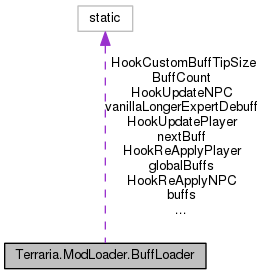 static
HookCustomBuffTipSize
BuffCount
HookUpdateNPC
vanillaLongerExpertDebuff
HookUpdatePlayer
nextBuff
HookReApplyPlayer
globalBuffs
HookReApplyNPC
buffs
...
Terraria.ModLoader.BuffLoader